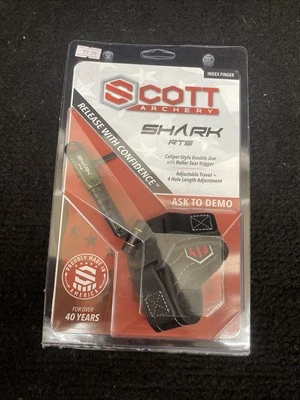 INDEX FINGER
SCOTT
ARCHERY
SHARK
RTS
RELEASE WITH CONFIDENCE™
Caliper Style Double Jaw
with Roller Sear Trigger
Adjustable Travel +
4 Hole Length Adjustment
ASK TO DEMO
PROUDLY MADE IN
AMERICA
FOR OVER
40 YEARS